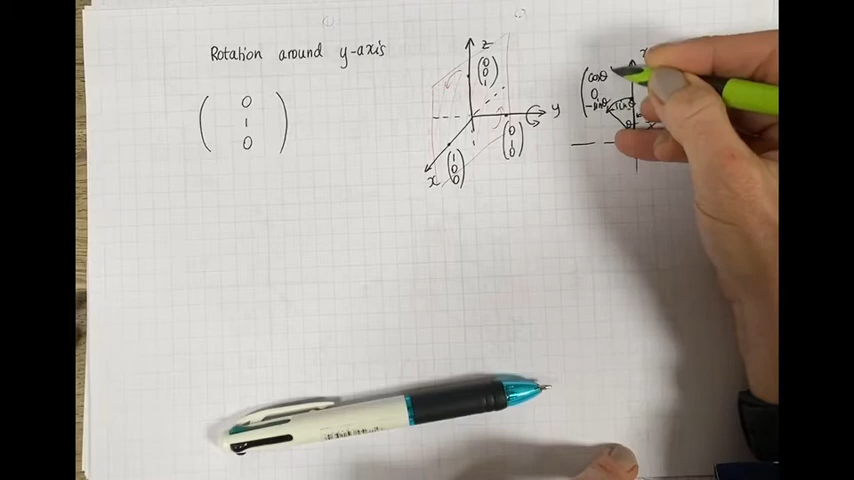 Rotation around y-axis
( 0
1
0 )
z
( 0
0
1 )
y
( 0
1
0 )
x
( 1
0
0 )
( cosθ
0
-sinθ
θ
x